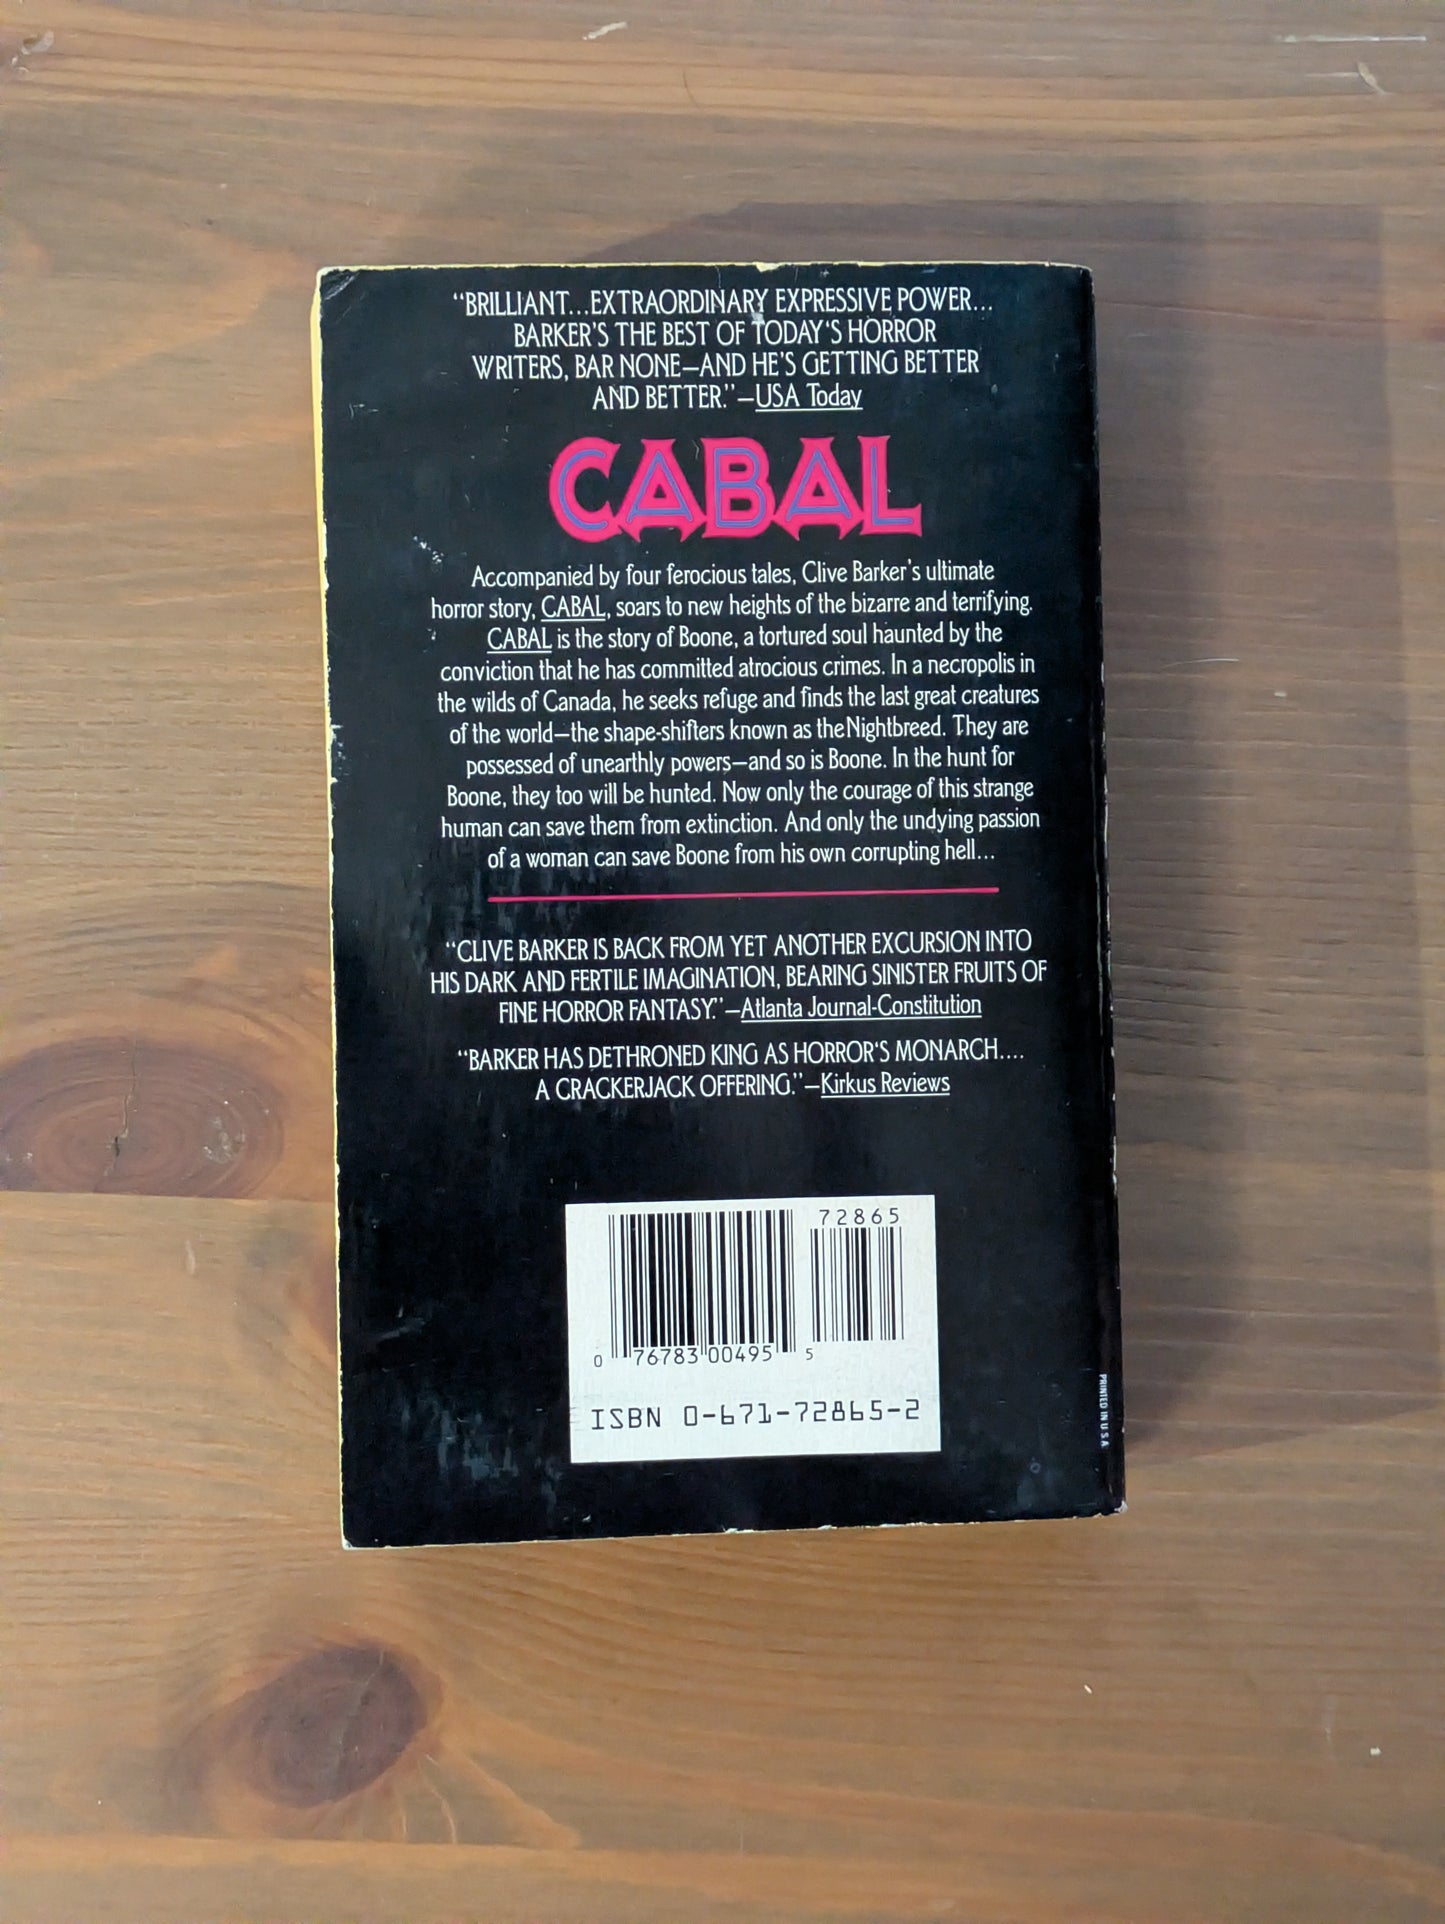 “BRILLIANT...EXTRAORDINARY EXPRESSIVE POWER...
BARKER'S THE BEST OF TODAY'S HORROR
WRITERS, BAR NONE—AND HE'S GETTING BETTER
AND BETTER.”—USA Today
CABAL
Accompanied by four ferocious tales, Clive Barker's ultimate
horror story, CABAL, soars to new heights of the bizarre and terrifying.
CABAL is the story of Boone, a tortured soul haunted by the
conviction that he has committed atrocious crimes. In a necropolis in
the wilds of Canada, he seeks refuge and finds the last great creatures
of the world—the shape-shifters known as theNightbreed. They are
possessed of unearthly powers—and so is Boone. In the hunt for
Boone, they too will be hunted. Now only the courage of this strange
human can save them from extinction. And only the undying passion
of a woman can save Boone from his own corrupting hell...
“CLIVE BARKER IS BACK FROM YET ANOTHER EXCURSION INTO
HIS DARK AND FERTILE IMAGINATION, BEARING SINISTER FRUITS OF
FINE HORROR FANTASY.”—Atlanta Journal-Constitution
“BARKER HAS DETHRONED KING AS HORROR'S MONARCH....
A CRACKERJACK OFFERING.”—Kirkus Reviews
72865
0 76783 00495 5
ISBN 0-671-72865-2
PRINTED IN U.S.A.